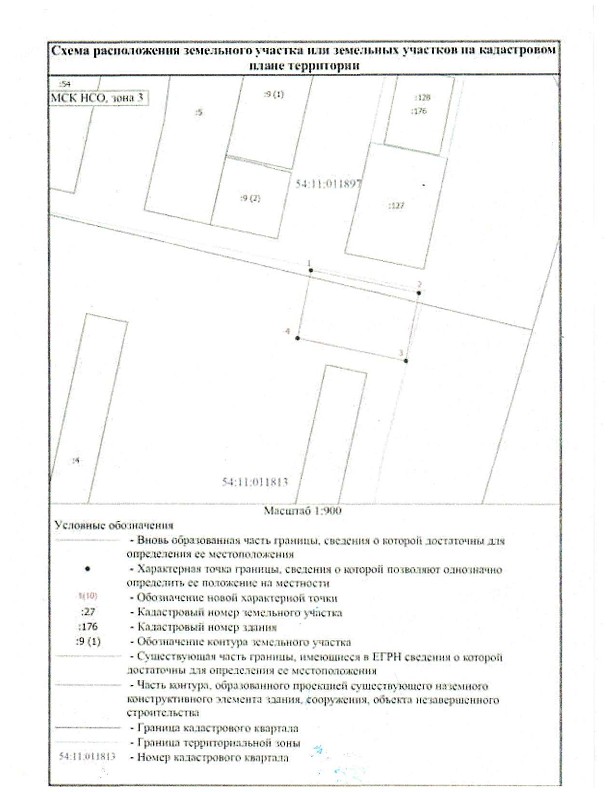 Схема расположения земельного участка или земельных участков на кадастровом
плане территории
:54
МСК НСО, зона 3
:5
:9 (1)
:128
:176
54:11:011897
:9 (2)
:127
1
2
4
3
:4
54:11:011813
Масштаб 1:900
Условные обозначения
- Вновь образованная часть границы, сведения о которой достаточны для
определения ее местоположения
- Характерная точка границы, сведения о которой позволяют однозначно
определить ее положение на местности
1(10) - Обозначение новой характерной точки
:27 - Кадастровый номер земельного участка
:176 - Кадастровый номер здания
:9 (1) - Обозначение контура земельного участка
- Существующая часть границы, имеющиеся в ЕГРН сведения о которой
достаточны для определения ее местоположения
- Часть контура, образованного проекцией существующего наземного
конструктивного элемента здания, сооружения, объекта незавершенного
строительства
- Граница кадастрового квартала
- Граница территориальной зоны
54:11:011813 - Номер кадастрового квартала